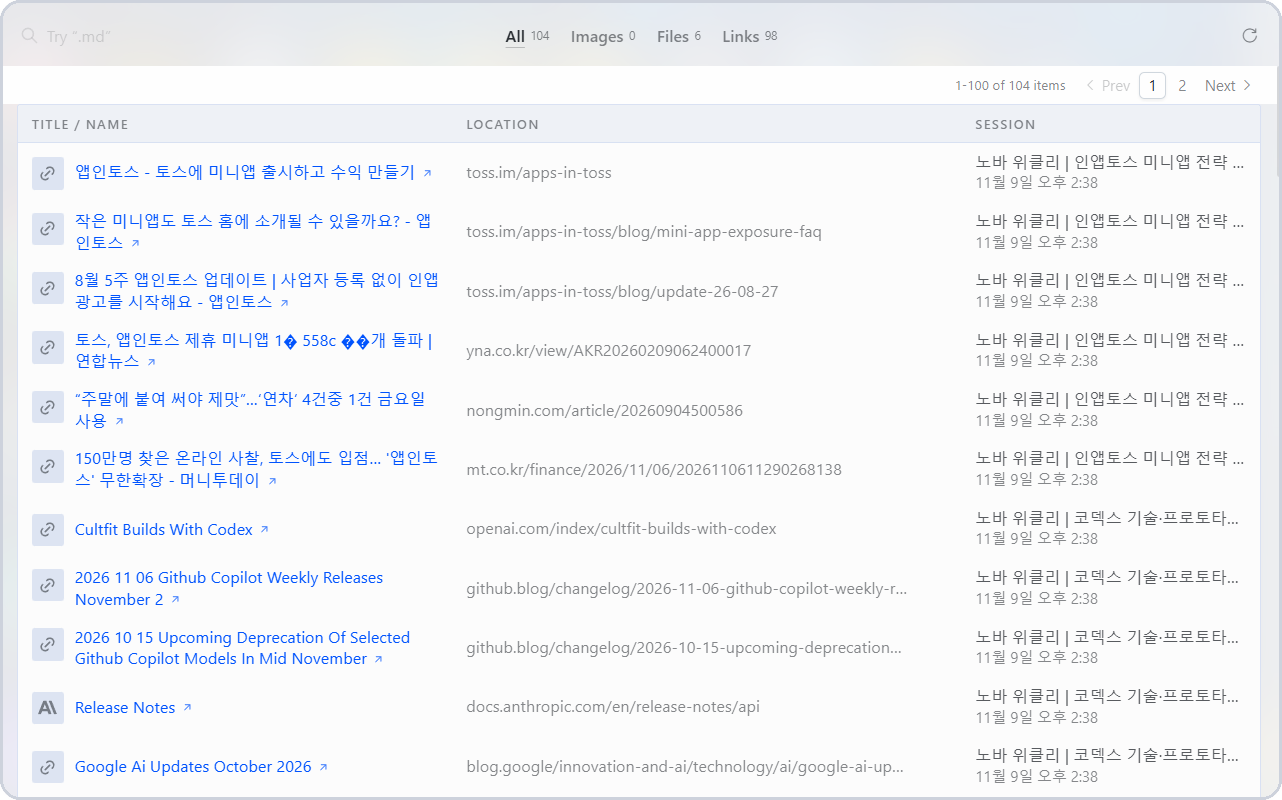 Try “.md”
All 104 Images 0 Files 6 Links 98
1-100 of 104 items Prev 1 2 Next
TITLE / NAME LOCATION SESSION
앱인토스 - 토스에 미니앱 출시하고 수익 만들기 ↗
toss.im/apps-in-toss
노바 위클리 | 인앱토스 미니앱 전략 ...
11월 9일 오후 2:38
작은 미니앱도 토스 홈에 소개될 수 있을까요? - 앱
인토스 ↗
toss.im/apps-in-toss/blog/mini-app-exposure-faq
노바 위클리 | 인앱토스 미니앱 전략 ...
11월 9일 오후 2:38
8월 5주 앱인토스 업데이트 | 사업자 등록 없이 인앱
광고를 시작해요 - 앱인토스 ↗
toss.im/apps-in-toss/blog/update-26-08-27
노바 위클리 | 인앱토스 미니앱 전략 ...
11월 9일 오후 2:38
토스, 앱인토스 제휴 미니앱 1� 558c ��개 돌파 |
연합뉴스 ↗
yna.co.kr/view/AKR20260209062400017
노바 위클리 | 인앱토스 미니앱 전략 ...
11월 9일 오후 2:38
“주말에 붙여 써야 제맛”…‘연차’ 4건중 1건 금요일
사용 ↗
nongmin.com/article/20260904500586
노바 위클리 | 인앱토스 미니앱 전략 ...
11월 9일 오후 2:38
150만명 찾은 온라인 사찰, 토스에도 입점... '앱인토
스' 무한확장 - 머니투데이 ↗
mt.co.kr/finance/2026/11/06/2026110611290268138
노바 위클리 | 인앱토스 미니앱 전략 ...
11월 9일 오후 2:38
Cultfit Builds With Codex ↗
openai.com/index/cultfit-builds-with-codex
노바 위클리 | 코덱스 기술·프로토타...
11월 9일 오후 2:38
2026 11 06 Github Copilot Weekly Releases
November 2 ↗
github.blog/changelog/2026-11-06-github-copilot-weekly-r...
노바 위클리 | 코덱스 기술·프로토타...
11월 9일 오후 2:38
2026 10 15 Upcoming Deprecation Of Selected
Github Copilot Models In Mid November ↗
github.blog/changelog/2026-10-15-upcoming-deprecation...
노바 위클리 | 코덱스 기술·프로토타...
11월 9일 오후 2:38
Release Notes ↗
docs.anthropic.com/en/release-notes/api
노바 위클리 | 코덱스 기술·프로토타...
11월 9일 오후 2:38
Google Ai Updates October 2026 ↗
blog.google/innovation-and-ai/technology/ai/google-ai-up...
노바 위클리 | 코덱스 기술·프로토타...
11월 9일 오후 2:38